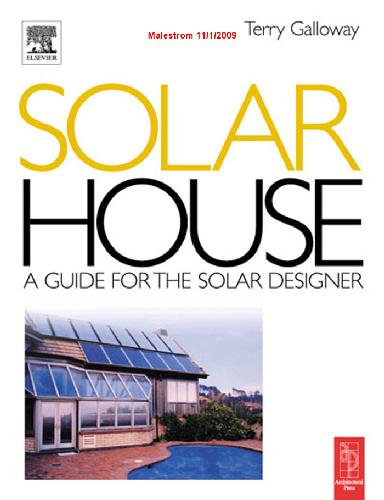 Malestrom 11/1/2009
Terry Galloway
ELSEVIER
SOLAR
HOUSE
A GUIDE FOR THE SOLAR DESIGNER
Architectural
Press